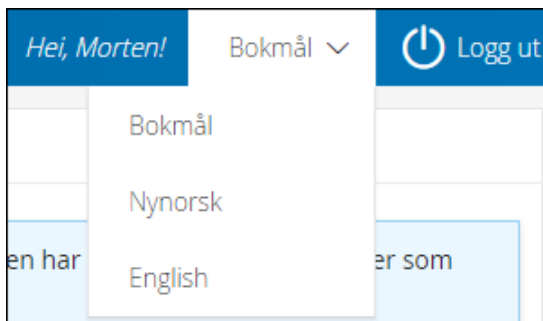 Hei, Morten! Bokmål Logg ut
Bokmål
Nynorsk
en har er som
English